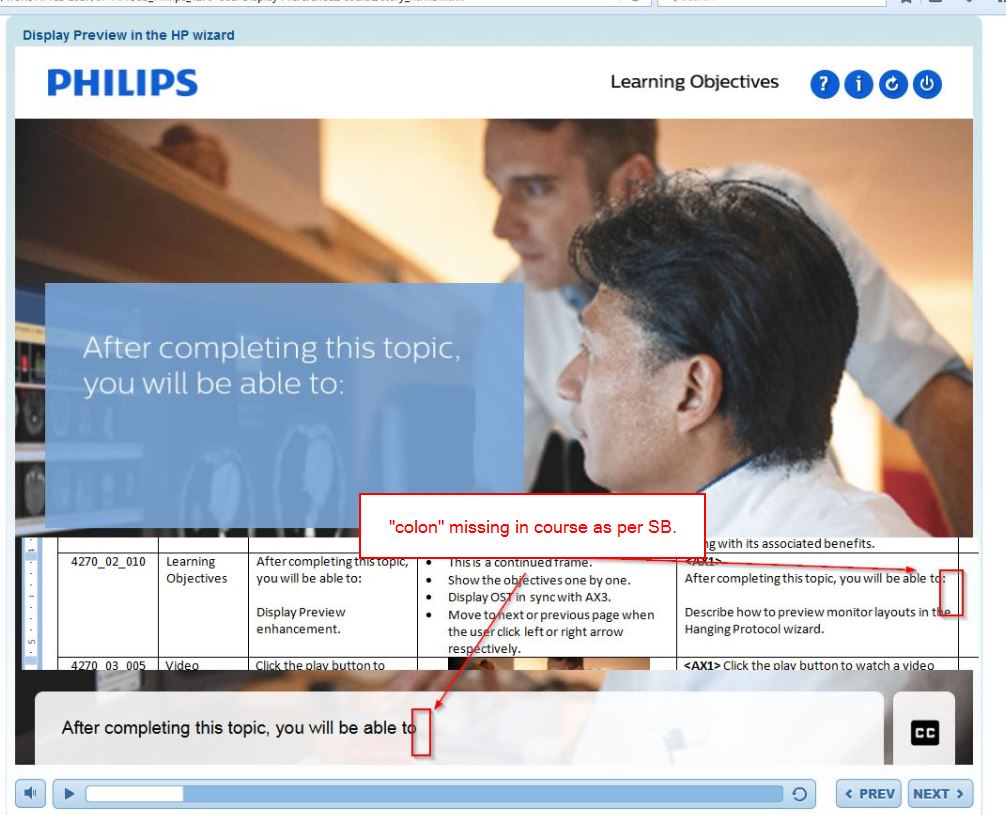 Display Preview in the HP wizard
PHILIPS
Learning Objectives
? i
After completing this topic,
you will be able to:
"colon" missing in course as per SB.
with its associated benefits.
4270_02_010
Learning
Objectives
After completing this topic,
you will be able to:
Display Preview
enhancement.
• This is a continued frame.
• Show the objectives one by one.
• Display OST in sync with AX3.
• Move to next or previous page when
the user click left or right arrow
respectively.
<AX1>
After completing this topic, you will be able to:
Describe how to preview monitor layouts in the
Hanging Protocol wizard.
4270_03_005
Video
Click the play button to
<AX1> Click the play button to watch a video
After completing this topic, you will be able to
CC
< PREV
NEXT >